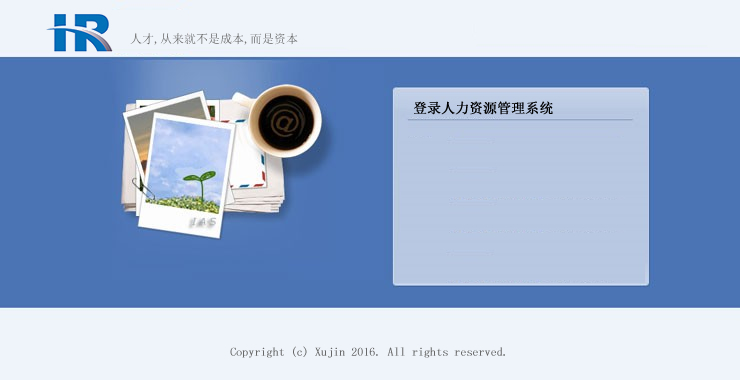 HR
人才,从来就不是成本,而是资本
登录人力资源管理系统
@
Copyright (c) Xujin 2016. All rights reserved.